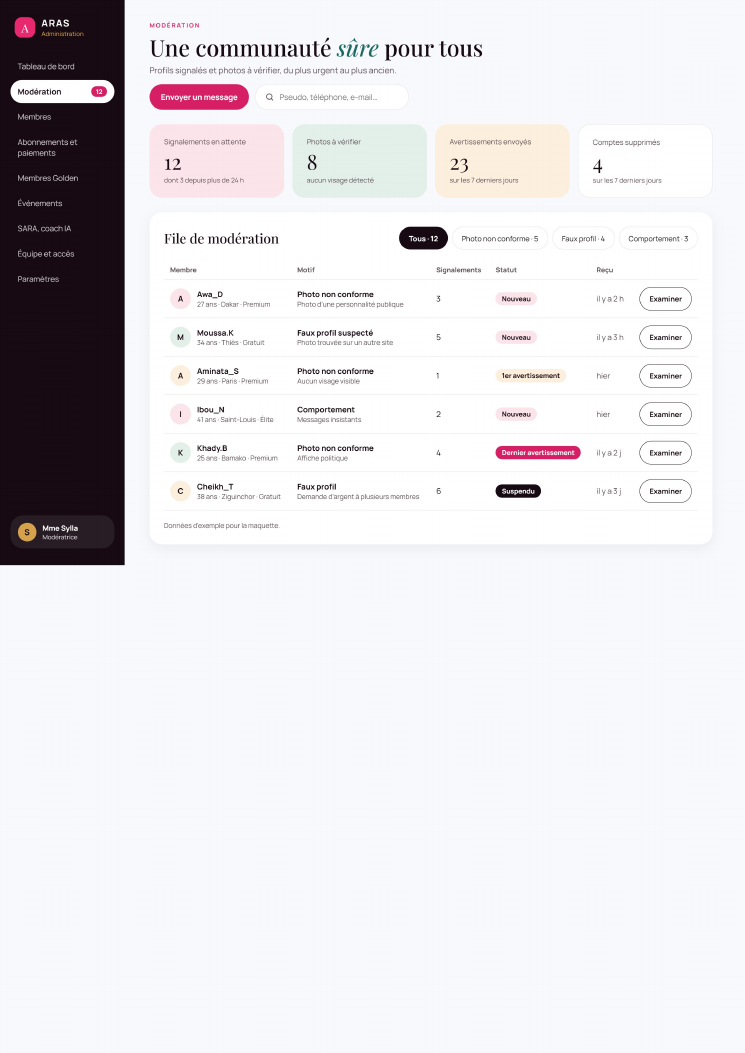 A
ARAS
Administration
Tableau de bord
Modération 12
Membres
Abonnements et
paiements
Membres Golden
Événements
SARA, coach IA
Équipe et accès
Paramètres
S
Mme Sylla
Modératrice
MODÉRATION
Une communauté sûre pour tous
Profils signalés et photos à vérifier, du plus urgent au plus ancien.
Envoyer un message
Pseudo, téléphone, e-mail...
Signalements en attente
12
dont 3 depuis plus de 24 h
Photos à vérifier
8
aucun visage détecté
Avertissements envoyés
23
sur les 7 derniers jours
Comptes supprimés
4
sur les 7 derniers jours
File de modération
Tous · 12
Photo non conforme · 5
Faux profil · 4
Comportement · 3
Membre Motif Signalements Statut Reçu
A Awa_D Photo non conforme 3 Nouveau il y a 2 h Examiner
27 ans · Dakar · Premium Photo d'une personnalité publique
M Moussa.K Faux profil suspecté 5 Nouveau il y a 3 h Examiner
34 ans · Thiès · Gratuit Photo trouvée sur un autre site
A Aminata_S Photo non conforme 1 1er avertissement hier Examiner
29 ans · Paris · Premium Aucun visage visible
I Ibou_N Comportement 2 Nouveau hier Examiner
41 ans · Saint-Louis · Élite Messages insistants
K Khady.B Photo non conforme 4 Dernier avertissement il y a 2 j Examiner
25 ans · Bamako · Premium Affiche politique
C Cheikh_T Faux profil 6 Suspendu il y a 3 j Examiner
38 ans · Ziguinchor · Gratuit Demande d'argent à plusieurs membres
Données d'exemple pour la maquette.